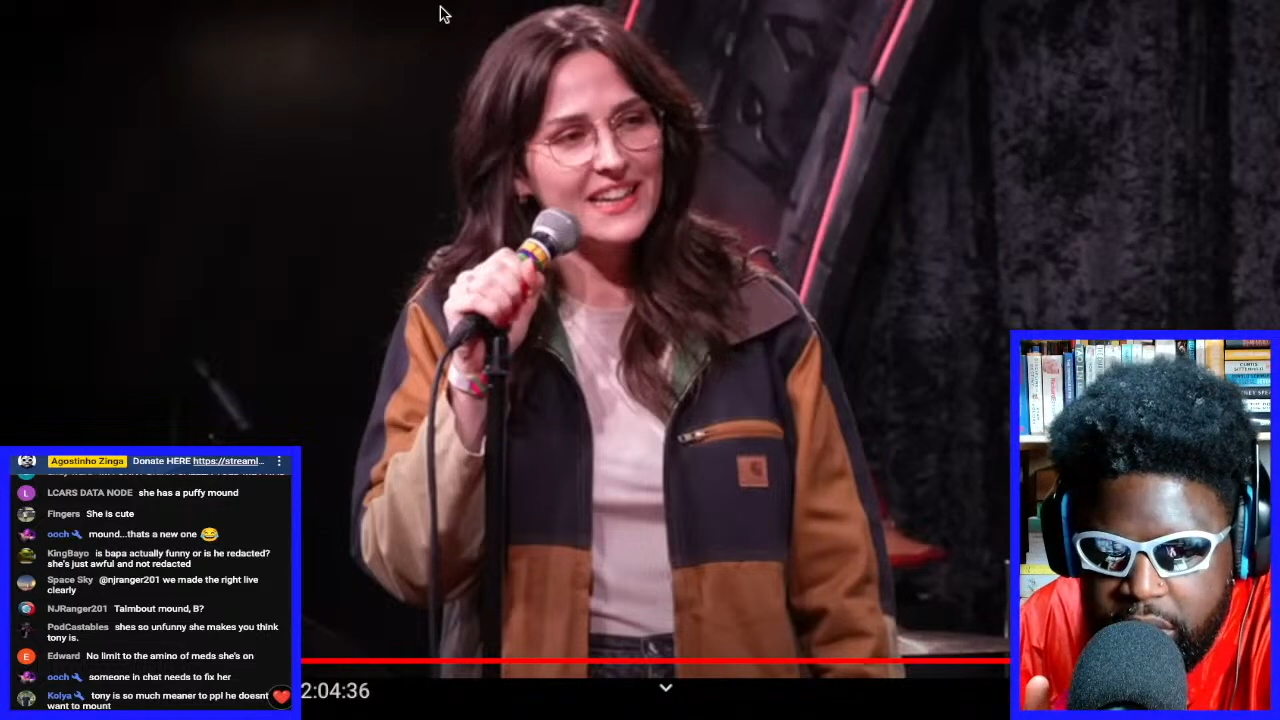 Agostinho Zinga Donate HERE https://streaml...
LCARS DATA NODE she has a puffy mound
Fingers She is cute
ooch mound...thats a new one 😂
KingBayo is bapa actually funny or is he redacted?
she's just awful and not redacted
Space Sky @njranger201 we made the right live
clearly
NJRanger201 Talmbout mound, B?
PodCastables shes so unfunny she makes you think
tony is.
Edward No limit to the amino of meds she's on
ooch someone in chat needs to fix her
Kolya tony is so much meaner to ppl he doesnt
want to mount
2:04:36
CURTIS
SITTENFELD